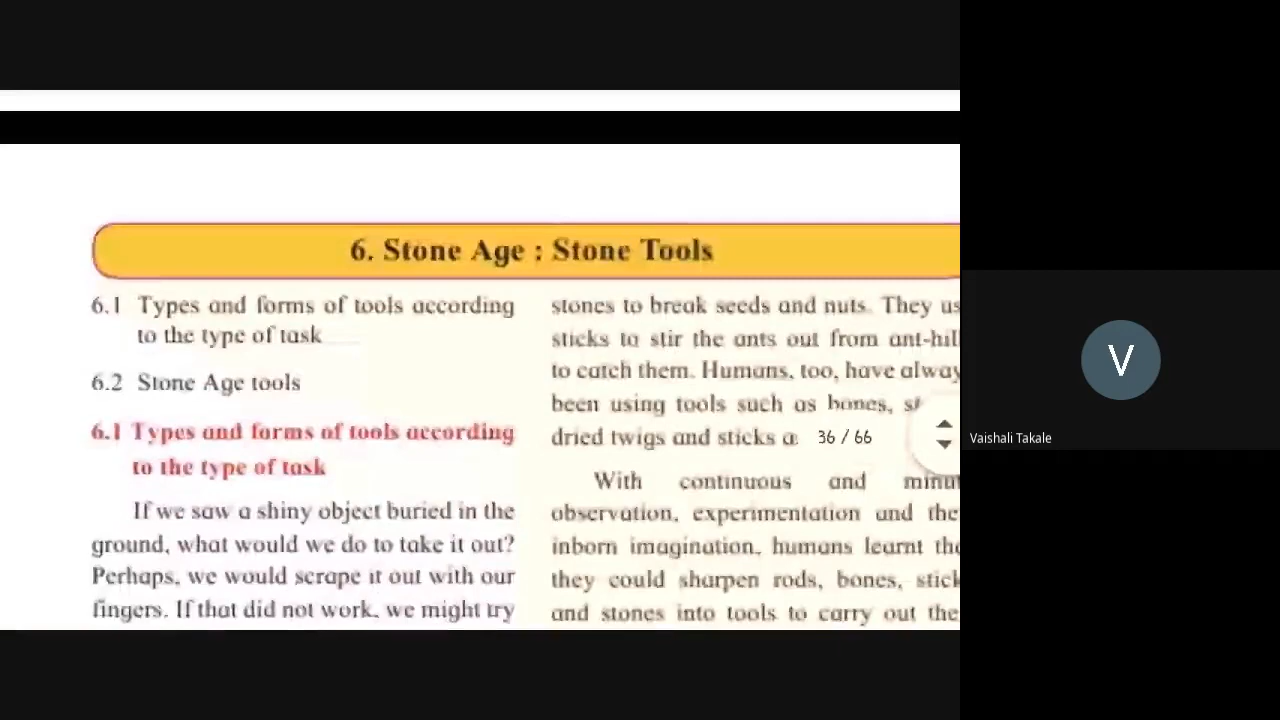 6. Stone Age : Stone Tools
6.1 Types and forms of tools according
to the type of task
6.2 Stone Age tools
6.1 Types and forms of tools according
to the type of task
If we saw a shiny object buried in the
ground, what would we do to take it out?
Perhaps, we would scrape it out with our
fingers. If that did not work, we might try
stones to break seeds and nuts. They us
sticks to stir the ants out from ant-hil
to catch them. Humans, too, have alway
been using tools such as bones,
dried twigs and sticks
36 / 66
With continuous and minut
observation, experimentation and the
inborn imagination, humans learnt tha
they could sharpen rods, bones, stick
and stones into tools to carry out the
V
Vaishali Takale